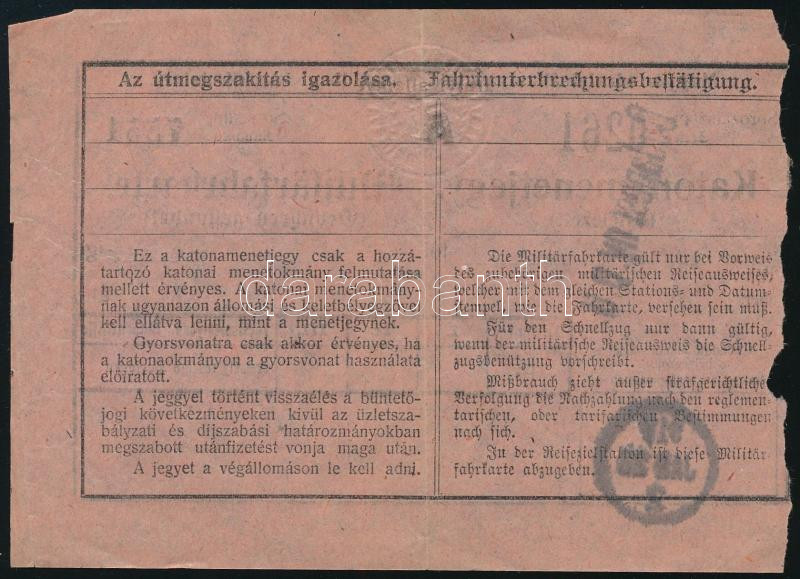 Az útmegszakítás igazolása. Fahrtunterbrechungsbestätigung.
Ez a katonamenetjegy csak a hozzá-
tartozó katonai menetokmány felmutatása
mellett érvényes. A katonai menetokmány-
nak ugyanazon állomási és keletbélyegzővel
kell ellátva lenni, mint a menetjegynek.
Gyorsvonatra csak akkor érvényes, ha
a katonaokmányon a gyorsvonat használata
előiratott.
A jeggyel történt visszaélés a büntető-
jogi következményeken kívül az üzletsza-
bályzati és díjszabási határozmányokban
megszabott utánfizetést vonja maga után.
A jegyet a végállomáson le kell adni.
Die Militärfahrkarte gilt nur bei Vorweis
des zubehörigen militärischen Reiseausweises,
welcher mit dem gleichen Stations- und Datum-
stempel, wie die Fahrkarte, versehen sein muß.
Für den Schnellzug nur dann gültig,
wenn der militärische Reiseausweis die Schnell-
zugsbenützung vorschreibt.
Mißbrauch zieht außer strafgerichtliche
Verfolgung die Nachzahlung nach den reglemen-
tarischen, oder tarifarischen Bestimmungen
nach sich.
In der Reisezielstation ist diese Militär-
fahrkarte abzugeben.
darabanth